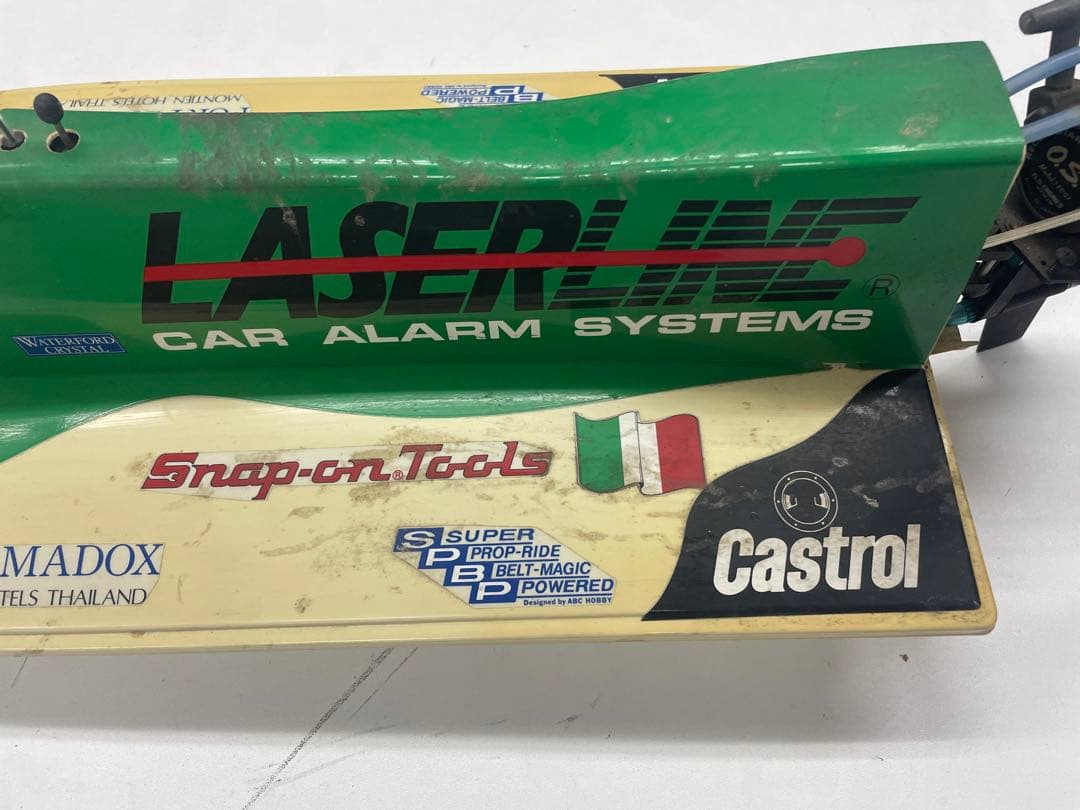 MONTIEN HOTELS THAIL
BELT-MAGIC
POWERED
O.S.
LASERLINE
®
CAR ALARM SYSTEMS
WATERFORD
CRYSTAL
Snap-on® Tools
MADOX
TELS THAILAND
S SUPER
P PROP-RIDE
B BELT-MAGIC
P POWERED
Designed by ABC HOBBY
Castrol